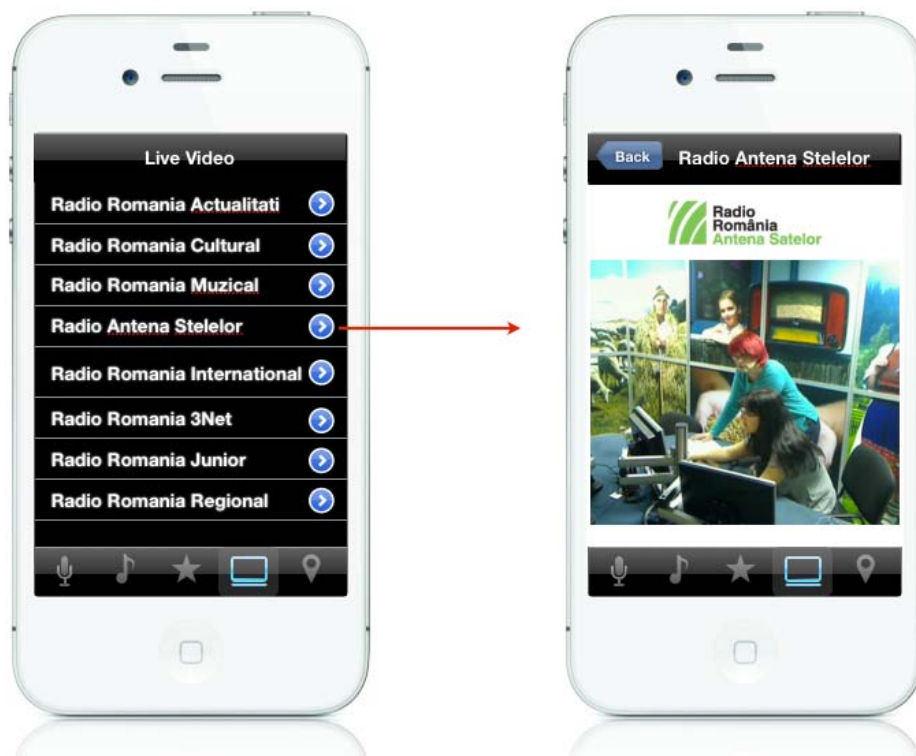 Live Video
Radio Romania Actualitati
Radio Romania Cultural
Radio Romania Muzical
Radio Antena Stelelor
Radio Romania International
Radio Romania 3Net
Radio Romania Junior
Radio Romania Regional
Back
Radio Antena Stelelor
Radio
România
Antena Satelor